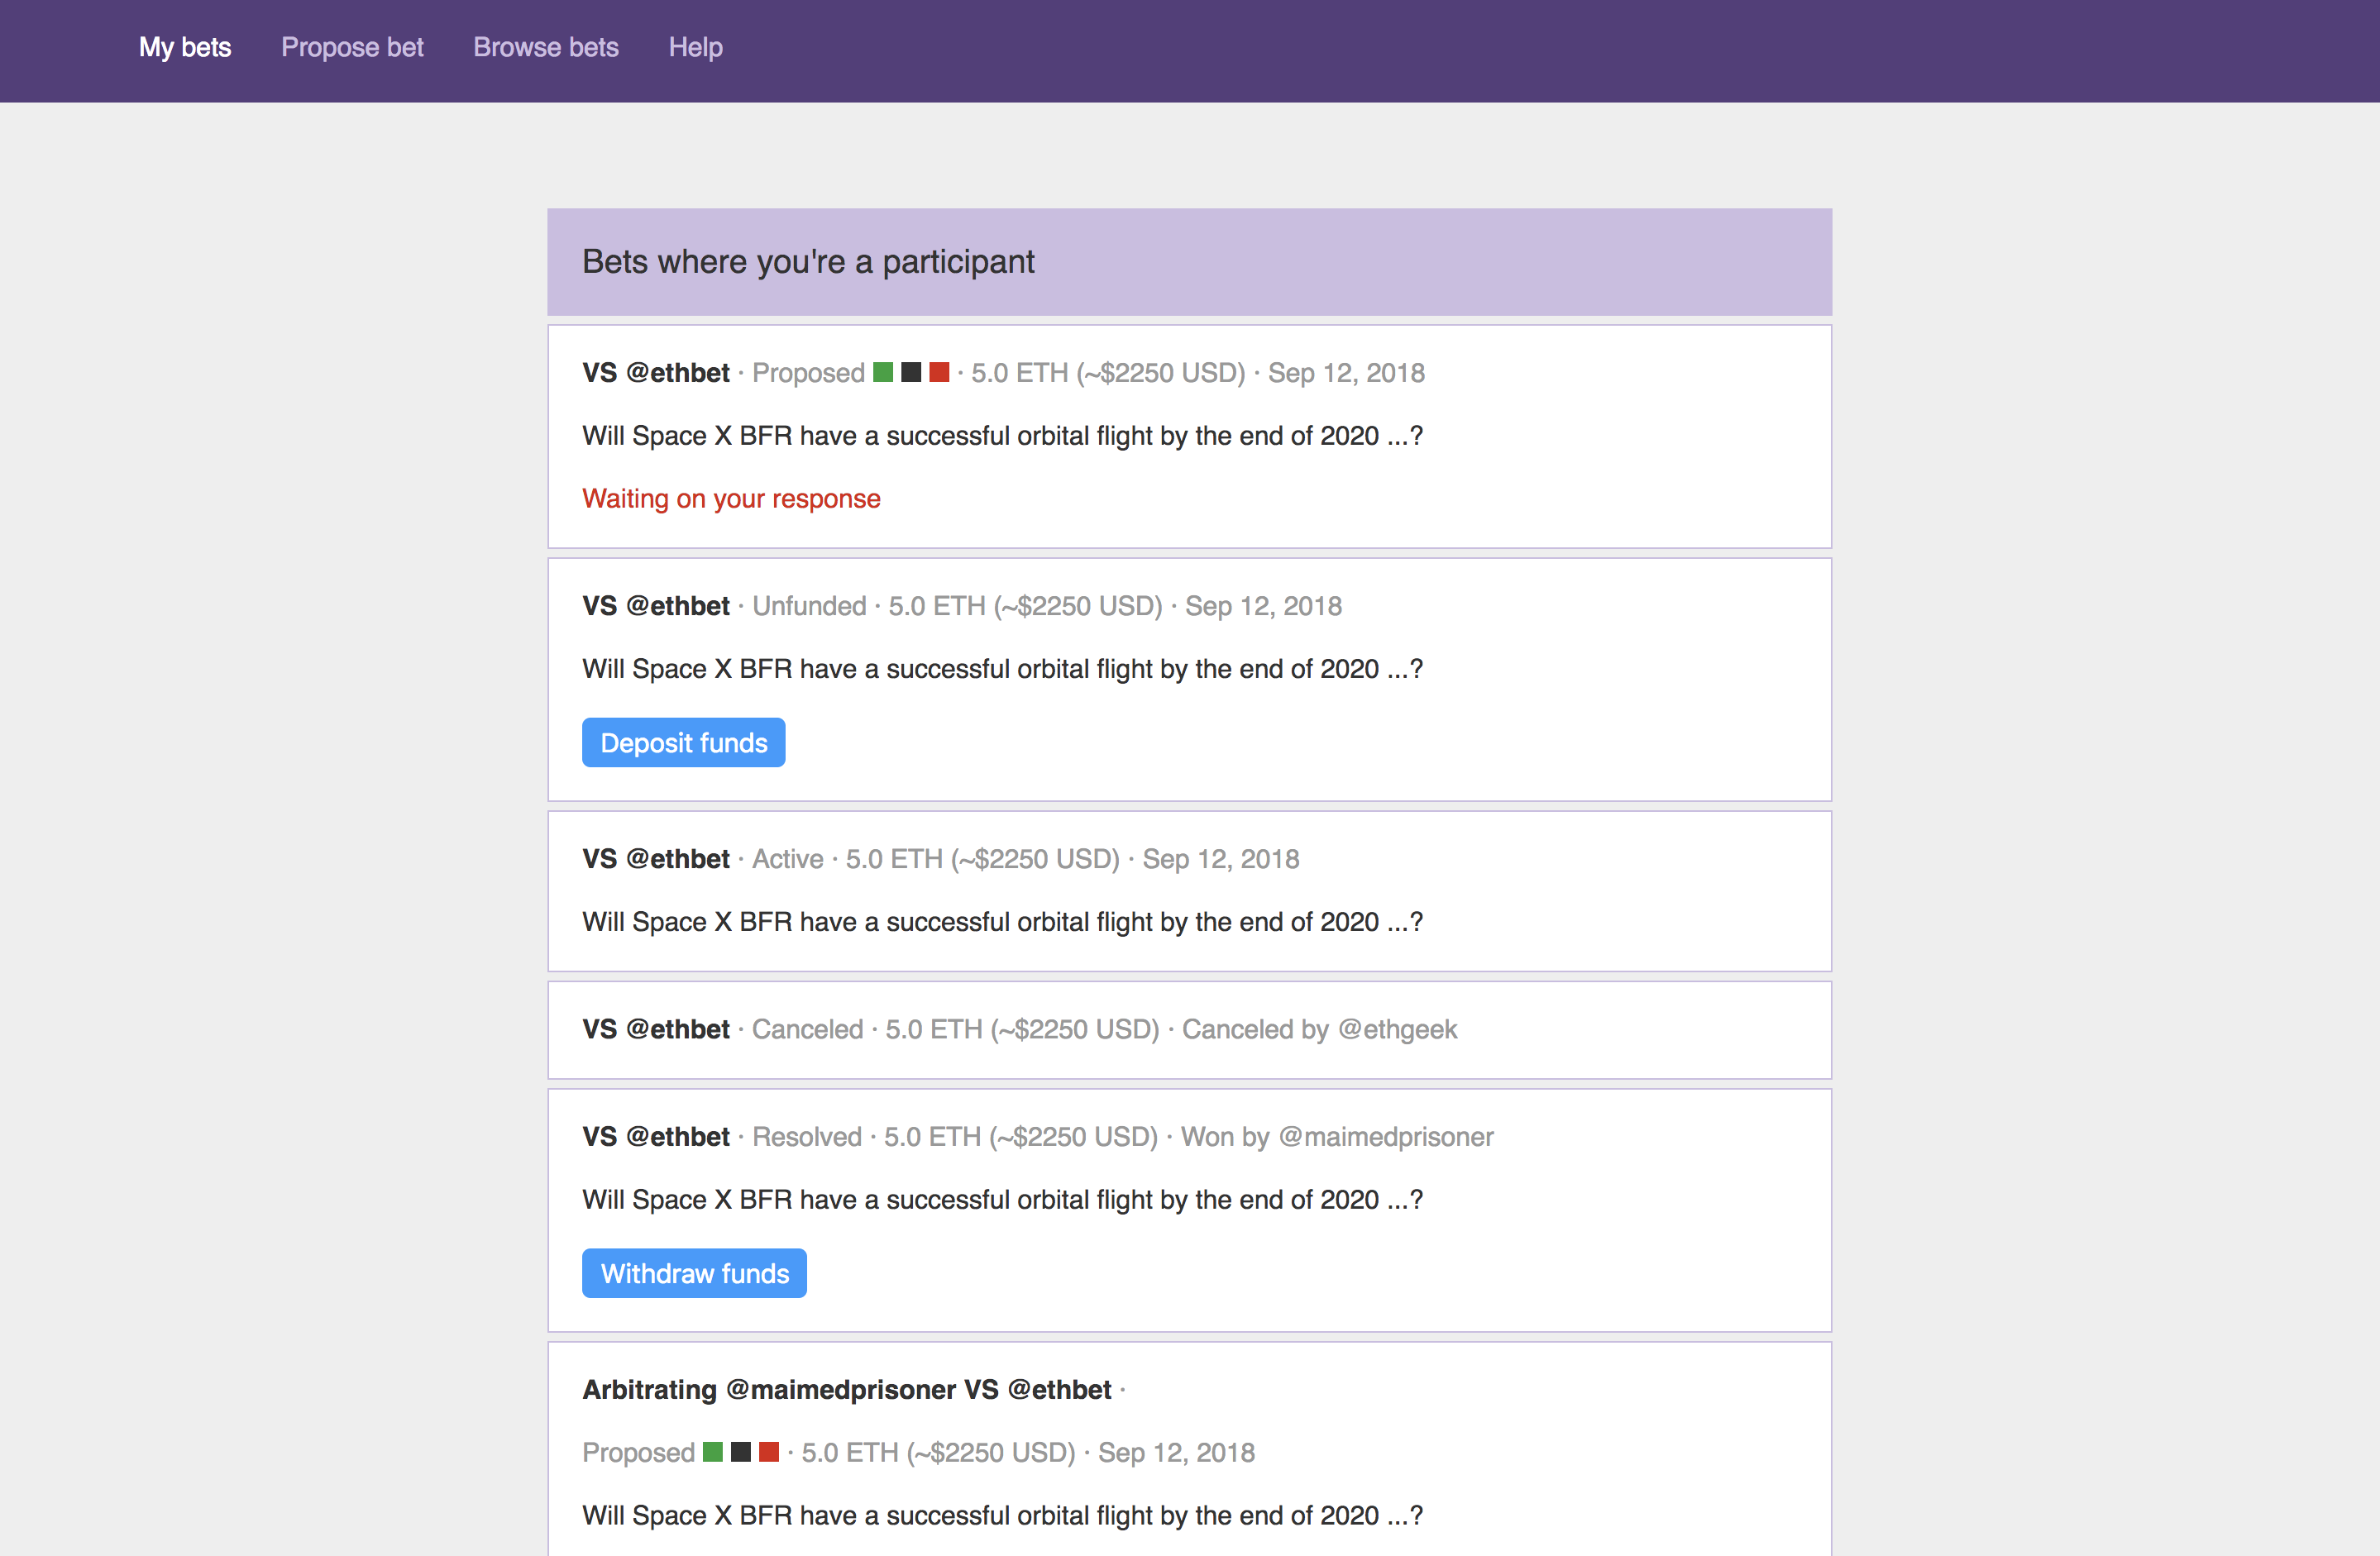 My bets Propose bet Browse bets Help
Bets where you're a participant
VS @ethbet · Proposed · 5.0 ETH (~$2250 USD) · Sep 12, 2018
Will Space X BFR have a successful orbital flight by the end of 2020 ...?
Waiting on your response
VS @ethbet · Unfunded · 5.0 ETH (~$2250 USD) · Sep 12, 2018
Will Space X BFR have a successful orbital flight by the end of 2020 ...?
Deposit funds
VS @ethbet · Active · 5.0 ETH (~$2250 USD) · Sep 12, 2018
Will Space X BFR have a successful orbital flight by the end of 2020 ...?
VS @ethbet · Canceled · 5.0 ETH (~$2250 USD) · Canceled by @ethgeek
VS @ethbet · Resolved · 5.0 ETH (~$2250 USD) · Won by @maimedprisoner
Will Space X BFR have a successful orbital flight by the end of 2020 ...?
Withdraw funds
Arbitrating @maimedprisoner VS @ethbet ·
Proposed · 5.0 ETH (~$2250 USD) · Sep 12, 2018
Will Space X BFR have a successful orbital flight by the end of 2020 ...?